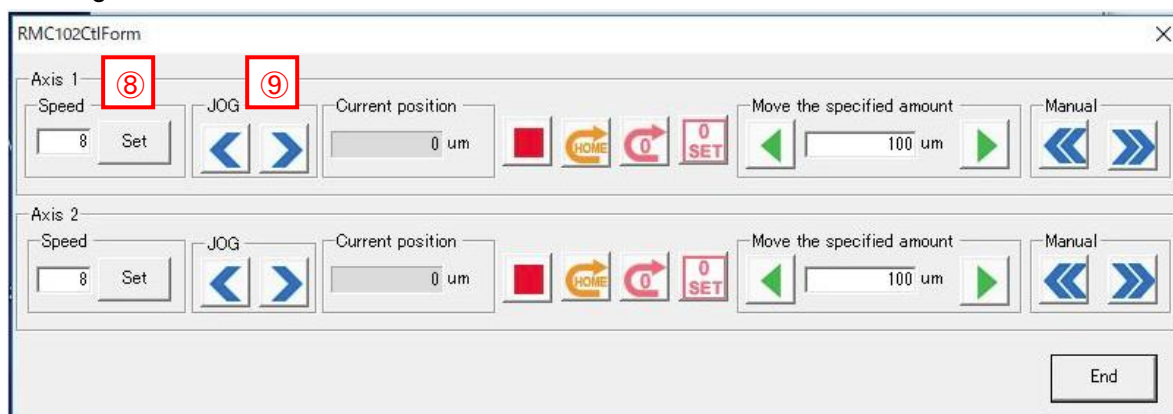 RMC102CtlForm
Axis 1
⑧
⑨
Speed
JOG
Current position
Move the specified amount
Manual
8
Set
0 um
HOME
0
0
SET
100 um
Axis 2
Speed
JOG
Current position
Move the specified amount
Manual
8
Set
0 um
HOME
0
0
SET
100 um
End